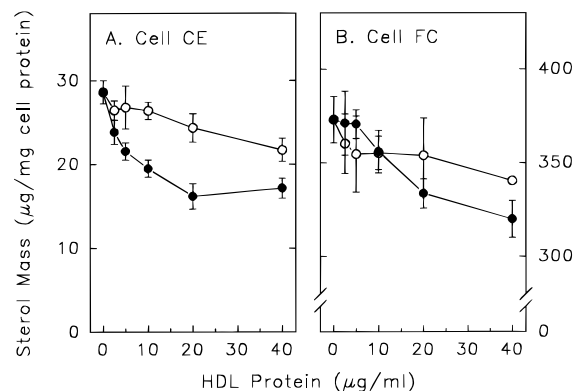 A. Cell CE
B. Cell FC
Sterol Mass (μg/mg cell protein)
30
20
10
0
400
350
300
0
0 10 20 30 40
0 10 20 30 40
HDL Protein (μg/ml)